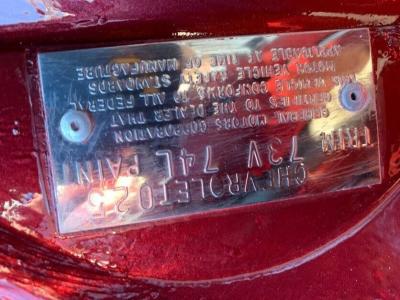 CHEVROLET
TRIM 73V 74L PAINT
GENERAL MOTORS CORPORATION
CERTIFIES TO THE DEALER THAT
THIS VEHICLE CONFORMS TO ALL FEDERAL
MOTOR VEHICLE SAFETY STANDARDS
APPLICABLE AT TIME OF MANUFACTURE